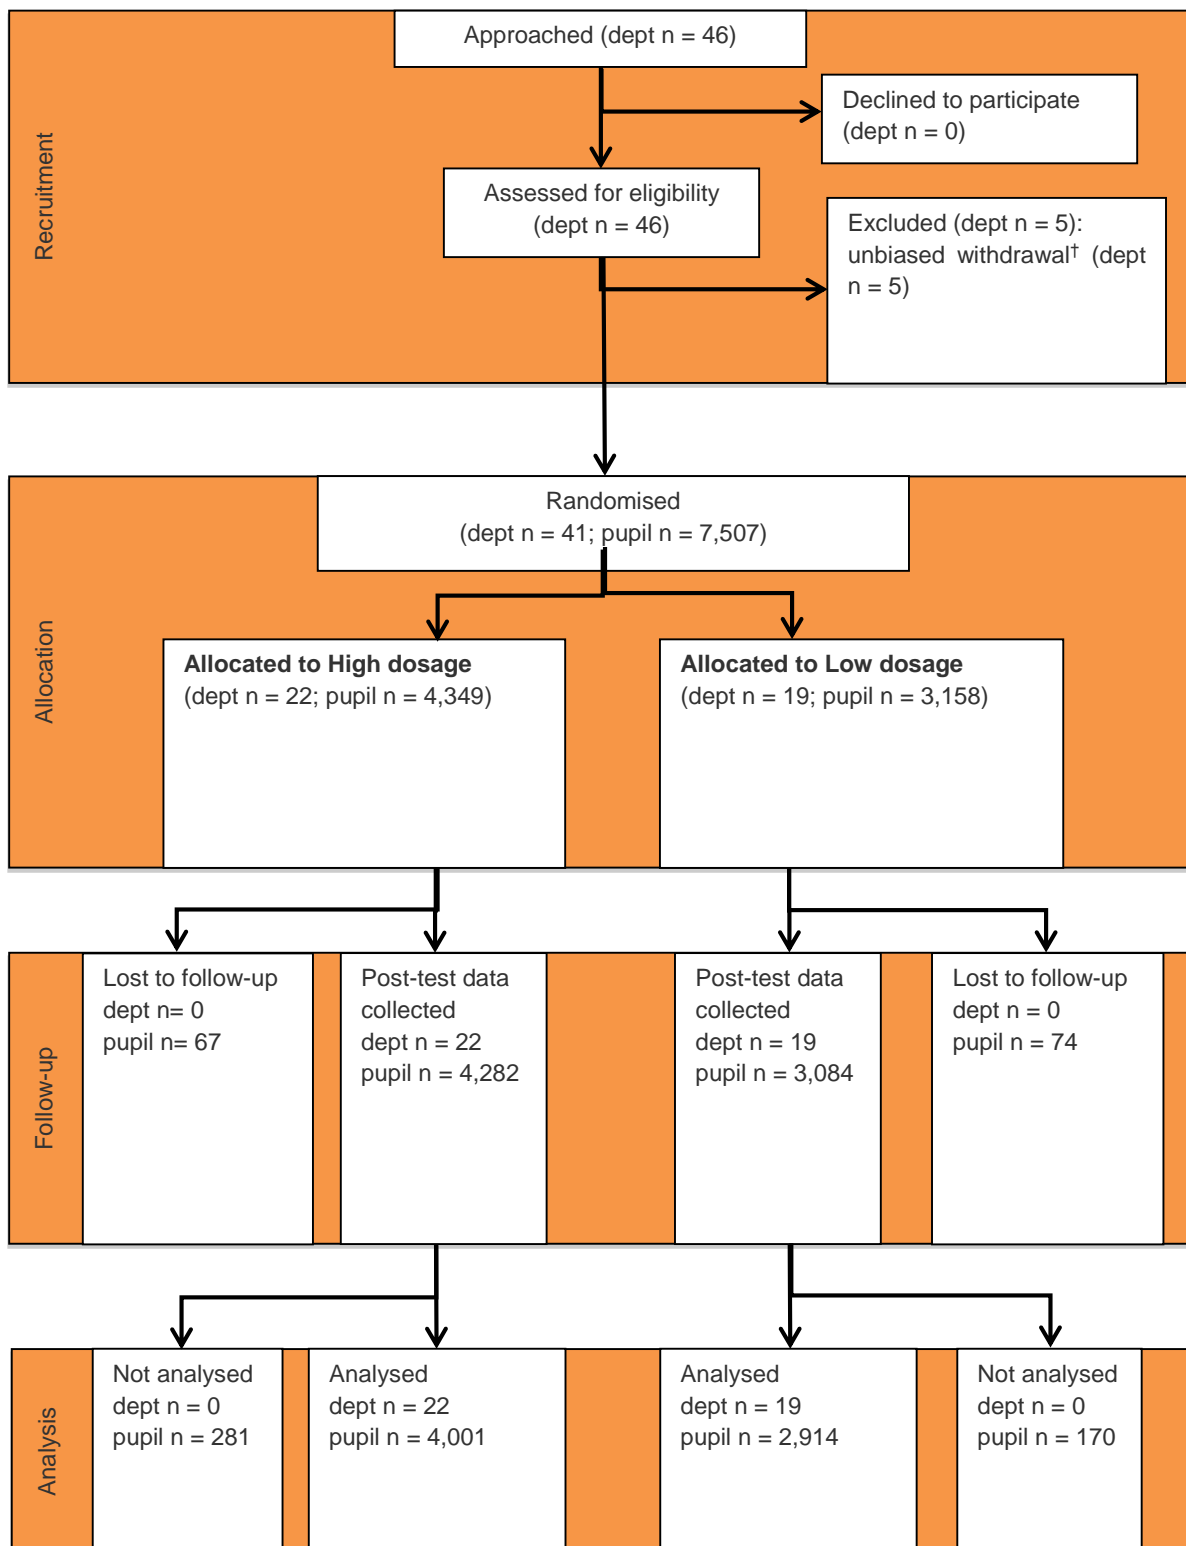 Recruitment
Approached (dept n = 46)
Declined to participate
(dept n = 0)
Assessed for eligibility
(dept n = 46)
Excluded (dept n = 5):
unbiased withdrawal† (dept
n = 5)
Allocation
Randomised
(dept n = 41; pupil n = 7,507)
Allocated to High dosage
(dept n = 22; pupil n = 4,349)
Allocated to Low dosage
(dept n = 19; pupil n = 3,158)
Follow-up
Lost to follow-up
dept n= 0
pupil n= 67
Post-test data
collected
dept n = 22
pupil n = 4,282
Post-test data
collected
dept n = 19
pupil n = 3,084
Lost to follow-up
dept n = 0
pupil n = 74
Analysis
Not analysed
dept n = 0
pupil n = 281
Analysed
dept n = 22
pupil n = 4,001
Analysed
dept n = 19
pupil n = 2,914
Not analysed
dept n = 0
pupil n = 170